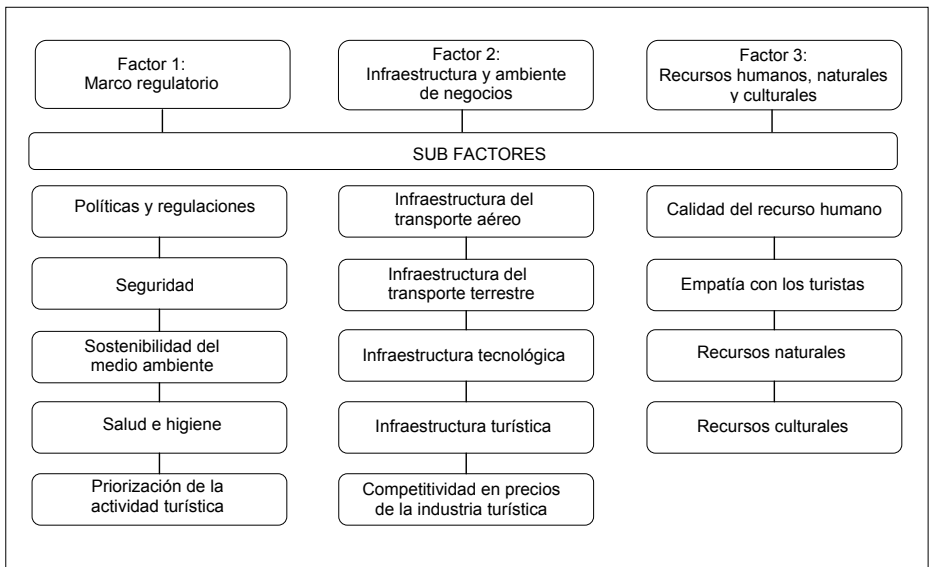 Factor 1:
Marco regulatorio
Factor 2:
Infraestructura y ambiente
de negocios
Factor 3:
Recursos humanos, naturales
y culturales
SUB FACTORES
Políticas y regulaciones
Seguridad
Sostenibilidad del
medio ambiente
Salud e higiene
Priorización de la
actividad turística
Infraestructura del
transporte aéreo
Infraestructura del
transporte terrestre
Infraestructura tecnológica
Infraestructura turística
Competitividad en precios
de la industria turística
Calidad del recurso humano
Empatía con los turistas
Recursos naturales
Recursos culturales